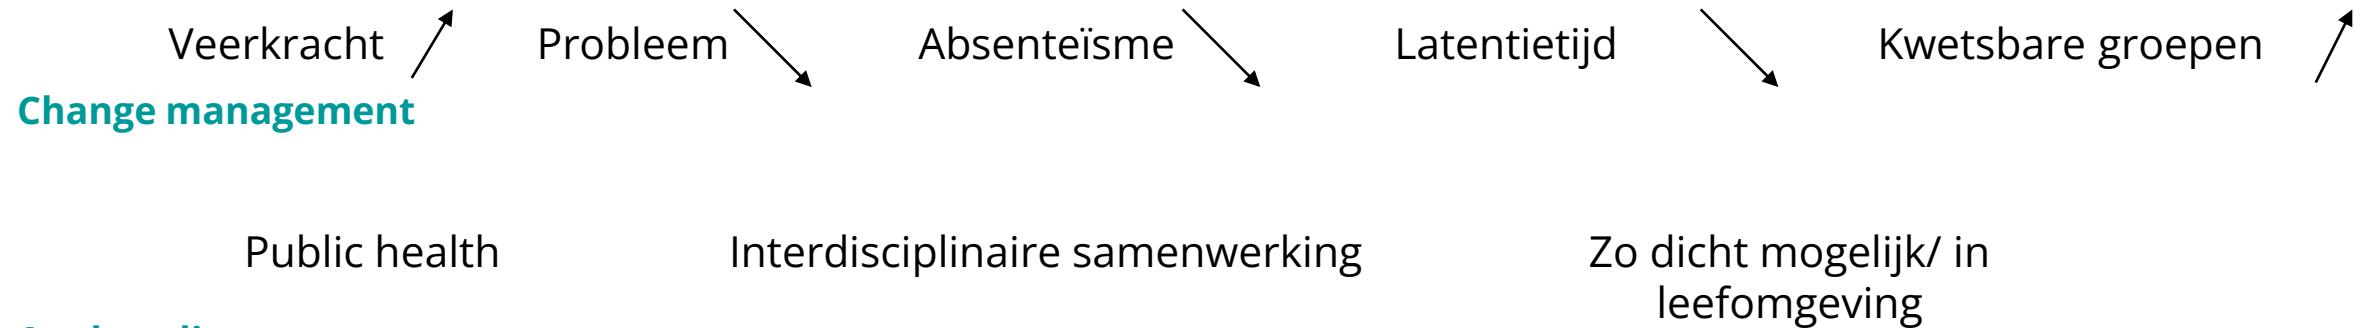 Veerkracht Probleem Absenteïsme Latentietijd Kwetsbare groepen
Change management
Public health Interdisciplinaire samenwerking Zo dicht mogelijk/ in
leefomgeving